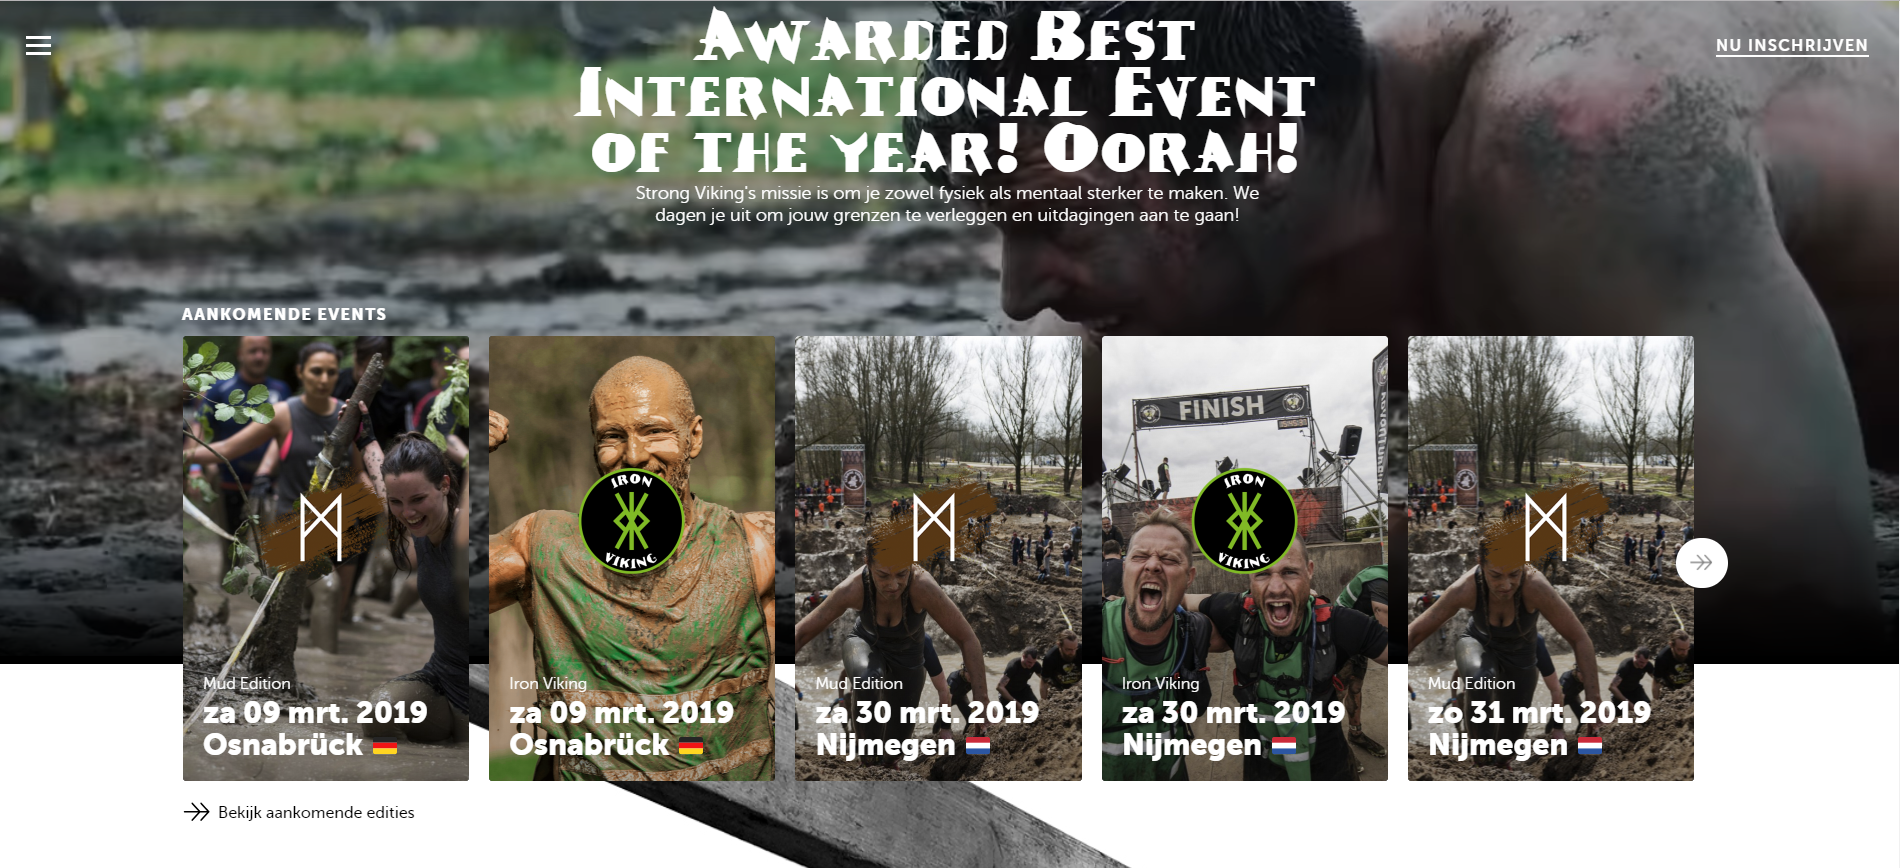 NU INSCHRIJVEN
Awarded Best
International Event
of the year! Oorah!
Strong Viking's missie is om je zowel fysiek als mentaal sterker te maken. We
dagen je uit om jouw grenzen te verleggen en uitdagingen aan te gaan!
AANKOMENDE EVENTS
Mud Edition
za 09 mrt. 2019
Osnabrück
IRON
VIKING
Iron Viking
za 09 mrt. 2019
Osnabrück
Mud Edition
za 30 mrt. 2019
Nijmegen
FINISH
IRON
VIKING
Iron Viking
za 30 mrt. 2019
Nijmegen
Mud Edition
zo 31 mrt. 2019
Nijmegen
Bekijk aankomende edities